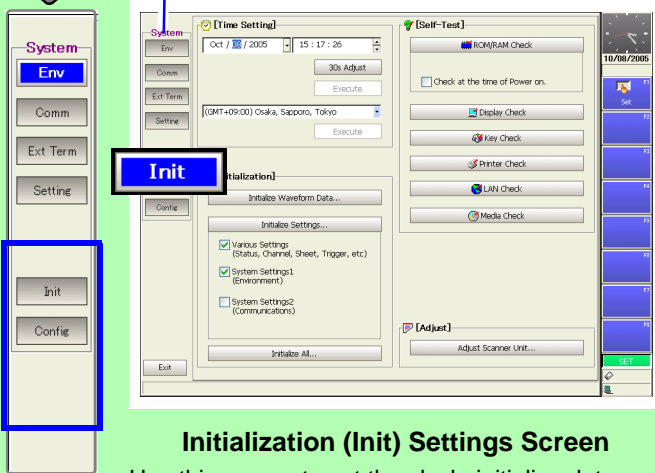 System
Env
Comm
Ext Term
Setting
Init
Config
System
Env
Comm
Ext Term
Setting
Init
Config
Exit
[Time Setting]
Oct / 08 / 2005
15 : 17 : 26
30s Adjust
Execute
(GMT+09:00) Osaka, Sapporo, Tokyo
Execute
itialization]
Initialize Waveform Data...
Initialize Settings...
Various Settings
(Status, Channel, Sheet, Trigger, etc)
System Settings1
(Environment)
System Settings2
(Communications)
Initialize All...
[Self-Test]
ROM/RAM Check
Check at the time of Power on.
Display Check
Key Check
Printer Check
LAN Check
Media Check
[Adjust]
Adjust Scanner Unit...
10/08/2005
F1
Set
F2
F3
F4
F5
F6
F7
F8
SET
Initialization (Init) Settings Screen